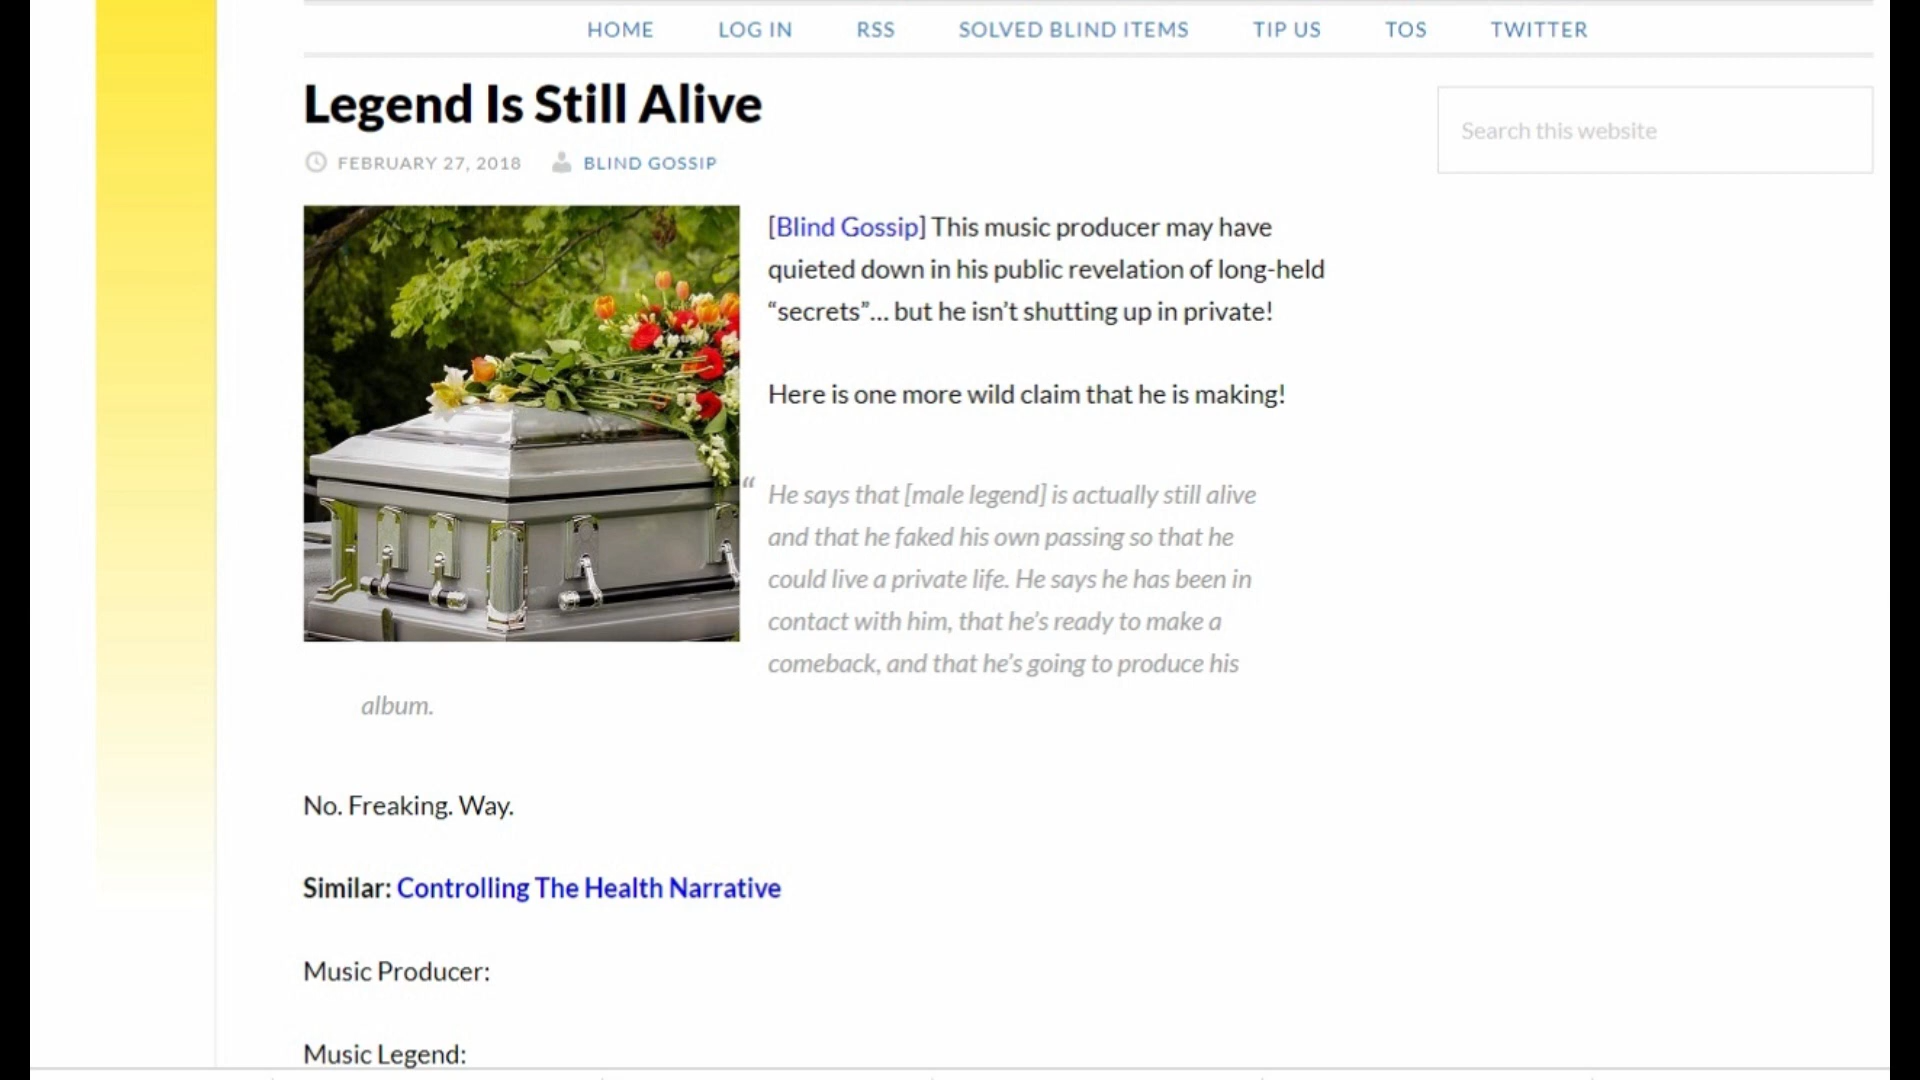 HOME LOG IN RSS SOLVED BLIND ITEMS TIP US TOS TWITTER
Legend Is Still Alive
Search this website
FEBRUARY 27, 2018 BLIND GOSSIP
[Blind Gossip] This music producer may have
quieted down in his public revelation of long-held
“secrets”… but he isn’t shutting up in private!
Here is one more wild claim that he is making!
“ He says that [male legend] is actually still alive
and that he faked his own passing so that he
could live a private life. He says he has been in
contact with him, that he’s ready to make a
comeback, and that he’s going to produce his
album.
No. Freaking. Way.
Similar: Controlling The Health Narrative
Music Producer:
Music Legend: